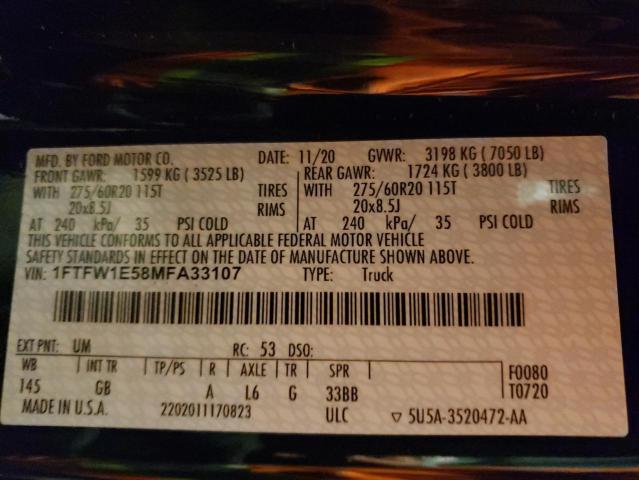 MFD. BY FORD MOTOR CO. DATE: 11/20 GVWR: 3198 KG ( 7050 LB)
FRONT GAWR: 1599 KG ( 3525 LB) REAR GAWR: 1724 KG ( 3800 LB)
WITH 275/60R20 115T TIRES WITH 275/60R20 115T TIRES
20x8.5J RIMS 20x8.5J RIMS
AT 240 kPa/ 35 PSI COLD AT 240 kPa/ 35 PSI COLD
THIS VEHICLE CONFORMS TO ALL APPLICABLE FEDERAL MOTOR VEHICLE
SAFETY STANDARDS IN EFFECT ON THE DATE OF MANUFACTURE SHOWN ABOVE.
VIN: 1FTFW1E58MFA33107 TYPE: Truck
EXT PNT: UM RC: 53 DSO:
WB INT TR TP/PS R AXLE TR SPR F0080
145 GB A L6 G 33BB T0720
MADE IN U.S.A. 2202011170823 ULC ▽ 5U5A-3520472-AA